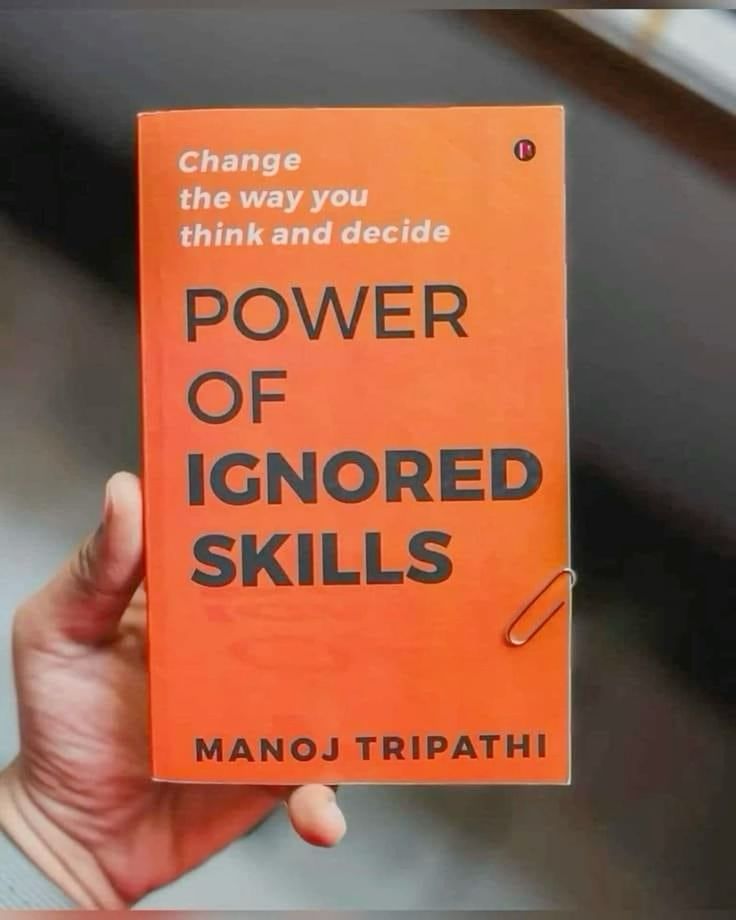 Change
the way you
think and decide
POWER
OF
IGNORED
SKILLS
MANOJ TRIPATHI